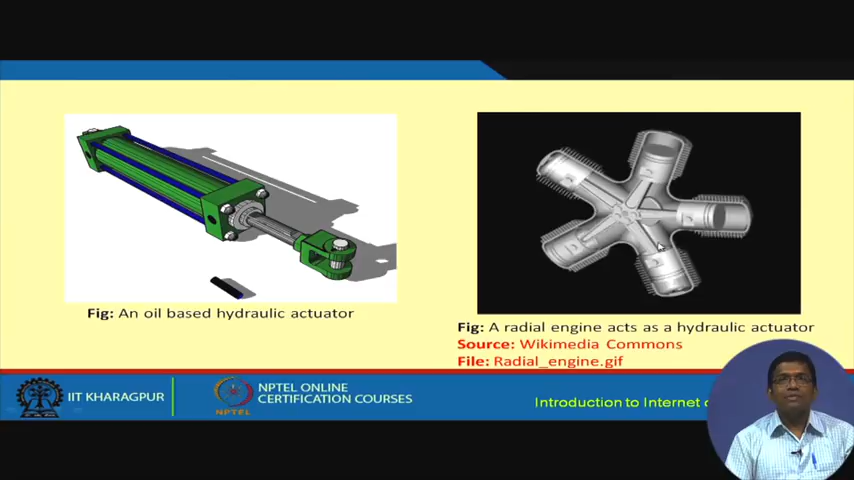 Fig: An oil based hydraulic actuator
Fig: A radial engine acts as a hydraulic actuator
Source: Wikimedia Commons
File: Radial_engine.gif
IIT KHARAGPUR
NPTEL
NPTEL ONLINE
CERTIFICATION COURSES
Introduction to Internet